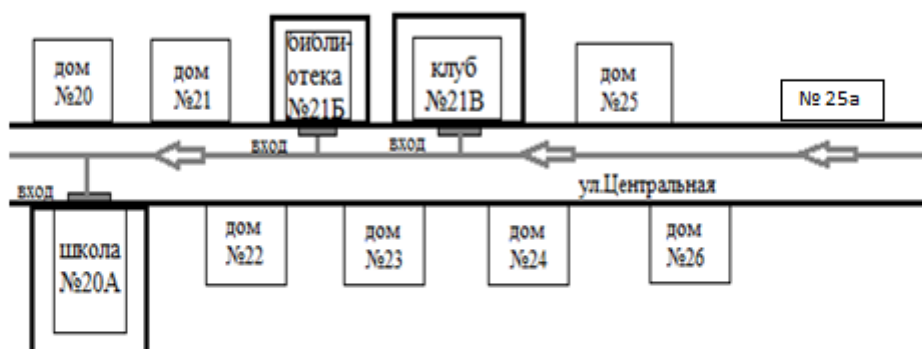 дом
№20
дом
№21
библи-
отека
№21Б
клуб
№21В
дом
№25
№ 25а
вход
вход
вход
ул.Центральная
школа
№20А
дом
№22
дом
№23
дом
№24
дом
№26